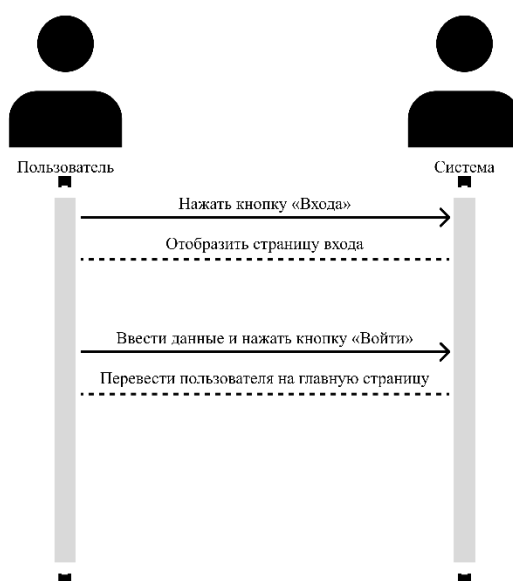 Пользователь
Система
Нажать кнопку «Входа»
Отобразить страницу входа
Ввести данные и нажать кнопку «Войти»
Перевести пользователя на главную страницу